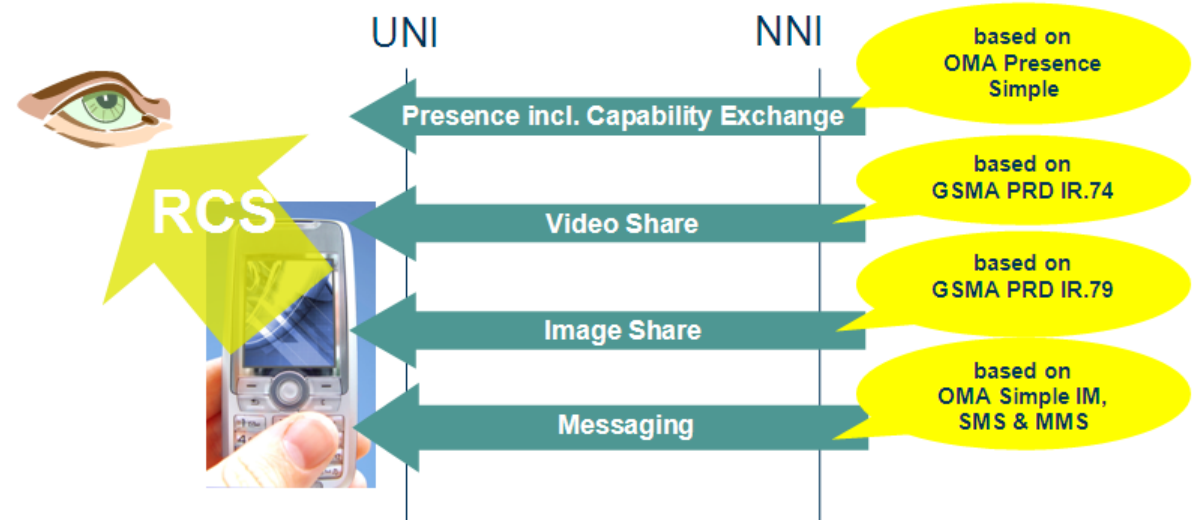 UNI
NNI
based on
OMA Presence
Simple
Presence incl. Capability Exchange
based on
GSMA PRD IR.74
RCS
Video Share
based on
GSMA PRD IR.79
Image Share
based on
OMA Simple IM,
SMS & MMS
Messaging